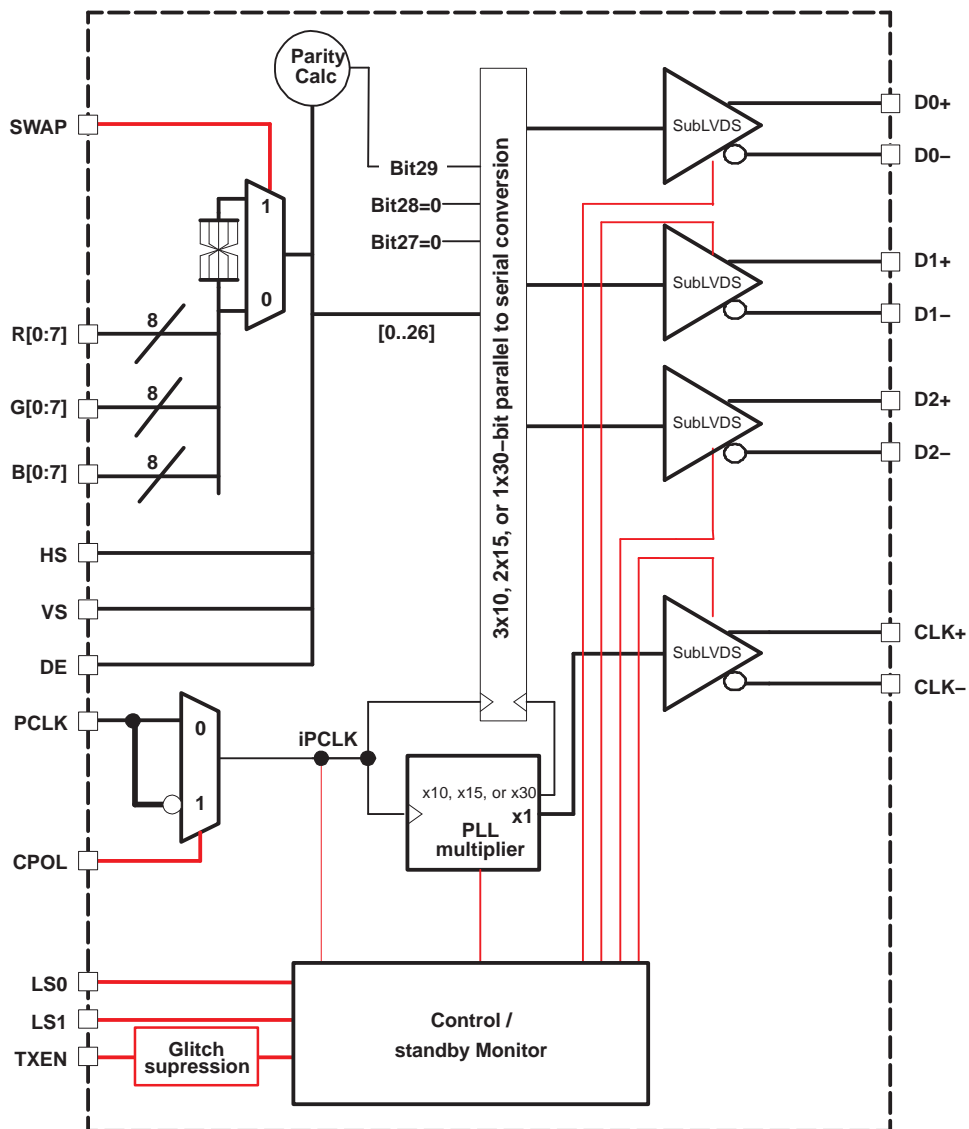 Parity
Calc
SWAP
1
0
Bit29
Bit28=0
Bit27=0
[0..26]
3x10, 2x15, or 1x30–bit parallel to serial conversion
SubLVDS
D0+
D0–
SubLVDS
D1+
D1–
SubLVDS
D2+
D2–
SubLVDS
CLK+
CLK–
R[0:7]
8
G[0:7]
8
B[0:7]
8
HS
VS
DE
PCLK
0
1
CPOL
iPCLK
x10, x15, or x30
x1
PLL
multiplier
LS0
LS1
TXEN
Glitch
supression
Control /
standby Monitor